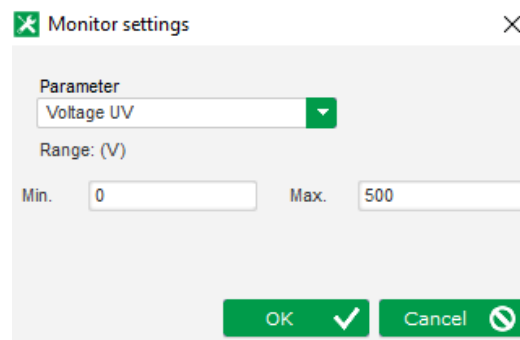 Monitor settings
Parameter
Voltage UV
Range: (V)
Min. 0 Max. 500
OK Cancel